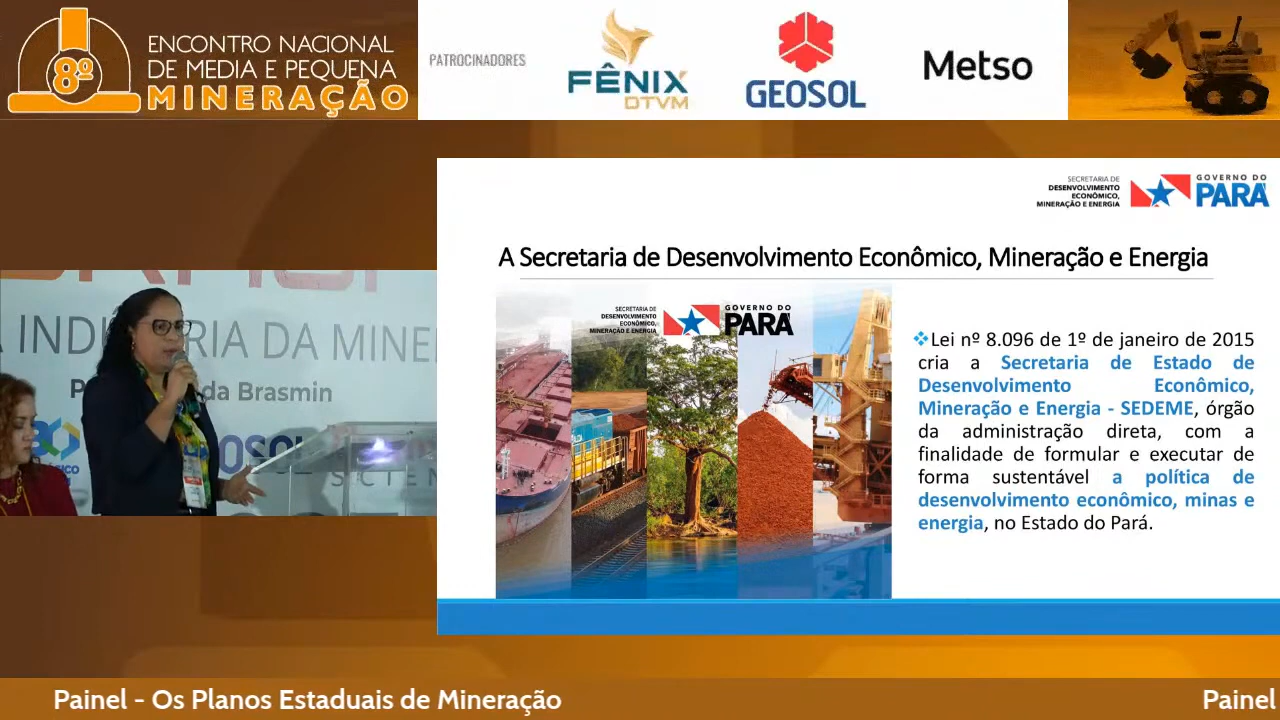 8º
ENCONTRO NACIONAL
DE MEDIA E PEQUENA
MINERAÇÃO
PATROCINADORES
FÊNIX
DTVM
GEOSOL
Metso
SECRETARIA DE
DESENVOLVIMENTO
ECONÔMICO,
MINERAÇÃO E ENERGIA
GOVERNO DO
PARÁ
A Secretaria de Desenvolvimento Econômico, Mineração e Energia
SECRETARIA DE
DESENVOLVIMENTO
ECONÔMICO,
MINERAÇÃO E ENERGIA
GOVERNO DO
PARÁ
❖Lei nº 8.096 de 1º de janeiro de 2015
cria a Secretaria de Estado de
Desenvolvimento Econômico,
Mineração e Energia - SEDEME, órgão
da administração direta, com a
finalidade de formular e executar de
forma sustentável a política de
desenvolvimento econômico, minas e
energia, no Estado do Pará.
A INDÚSTRIA DA MINER
da Brasmin
GEOSOL
Painel - Os Planos Estaduais de Mineração
Painel